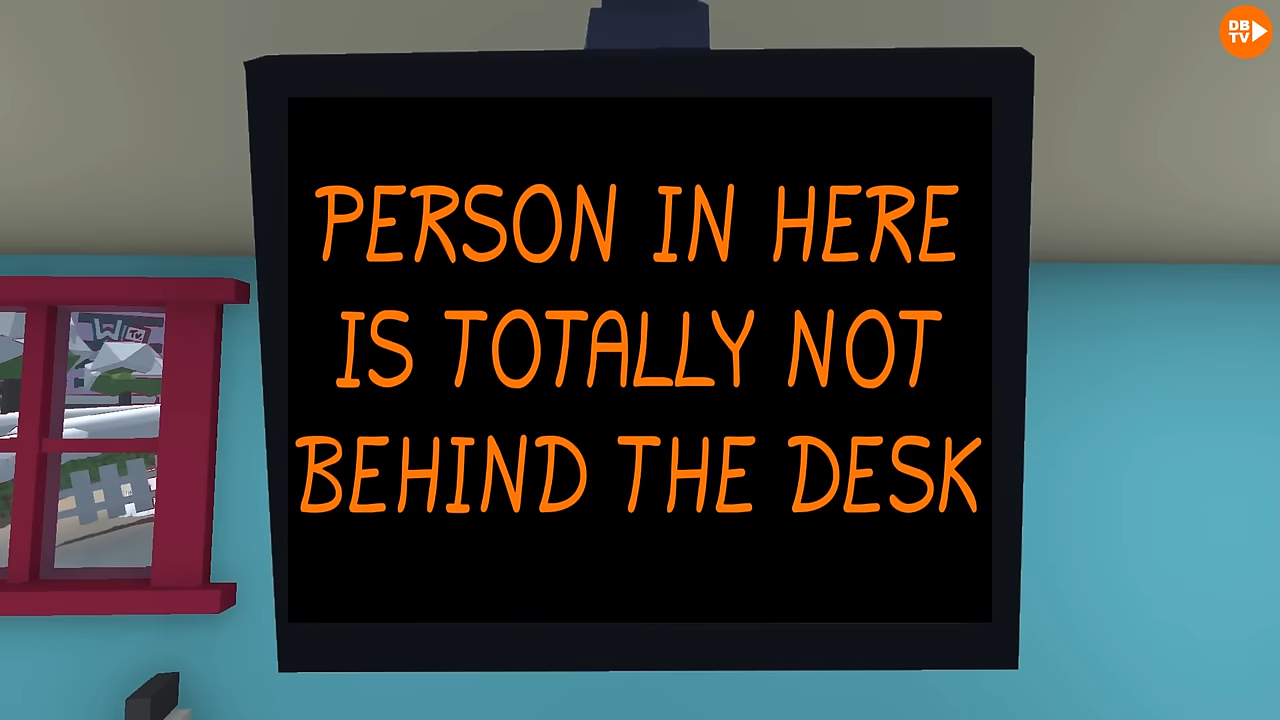 DB
TV
PERSON IN HERE
IS TOTALLY NOT
BEHIND THE DESK